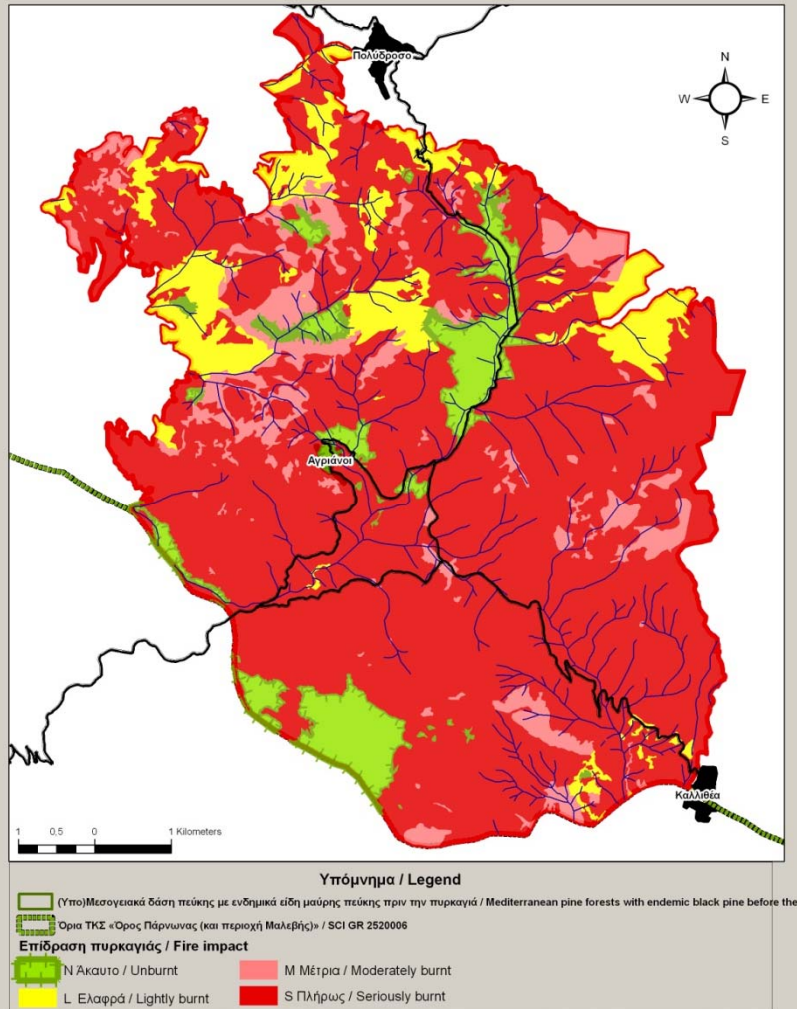 Πολύδροσο
N
W E
S
Αγριάνοι
Καλλιθέα
1 0,5 0 1 Kilometers
Υπόμνημα / Legend
(Υπο)Μεσογειακά δάση πεύκης με ενδημικά είδη μαύρης πεύκης πριν την πυρκαγιά / Mediterranean pine forests with endemic black pine before the
Όρια ΤΚΣ «Όρος Πάρνωνας (και περιοχή Μαλεβής)» / SCI GR 2520006
Επίδραση πυρκαγιάς / Fire impact
N Άκαυτο / Unburnt
M Μέτρια / Moderately burnt
L Ελαφρά / Lightly burnt
S Πλήρως / Seriously burnt